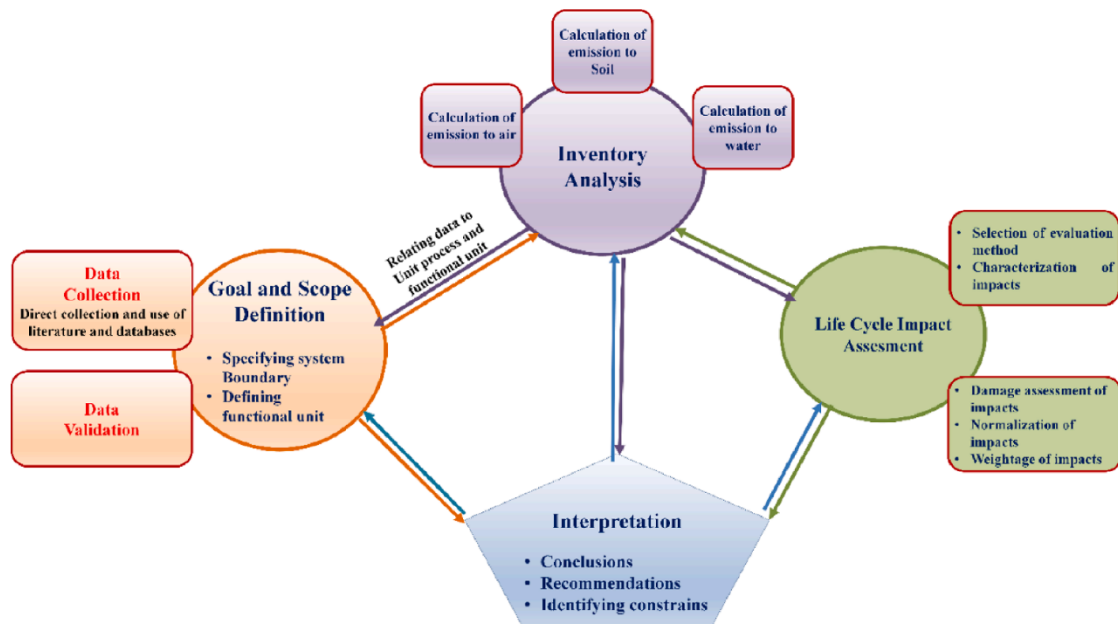 Calculation of
emission to
Soil
Calculation of
emission to air
Calculation of
emission to
water
Inventory
Analysis
Relating data to
Unit process and
functional unit
Data
Collection
Direct collection and use of
literature and databases
Data
Validation
Goal and Scope
Definition
• Specifying system
Boundary
• Defining
functional unit
• Selection of evaluation
method
• Characterization of
impacts
Life Cycle Impact
Assesment
• Damage assessment of
impacts
• Normalization of
impacts
• Weightage of impacts
Interpretation
• Conclusions
• Recommendations
• Identifying constrains